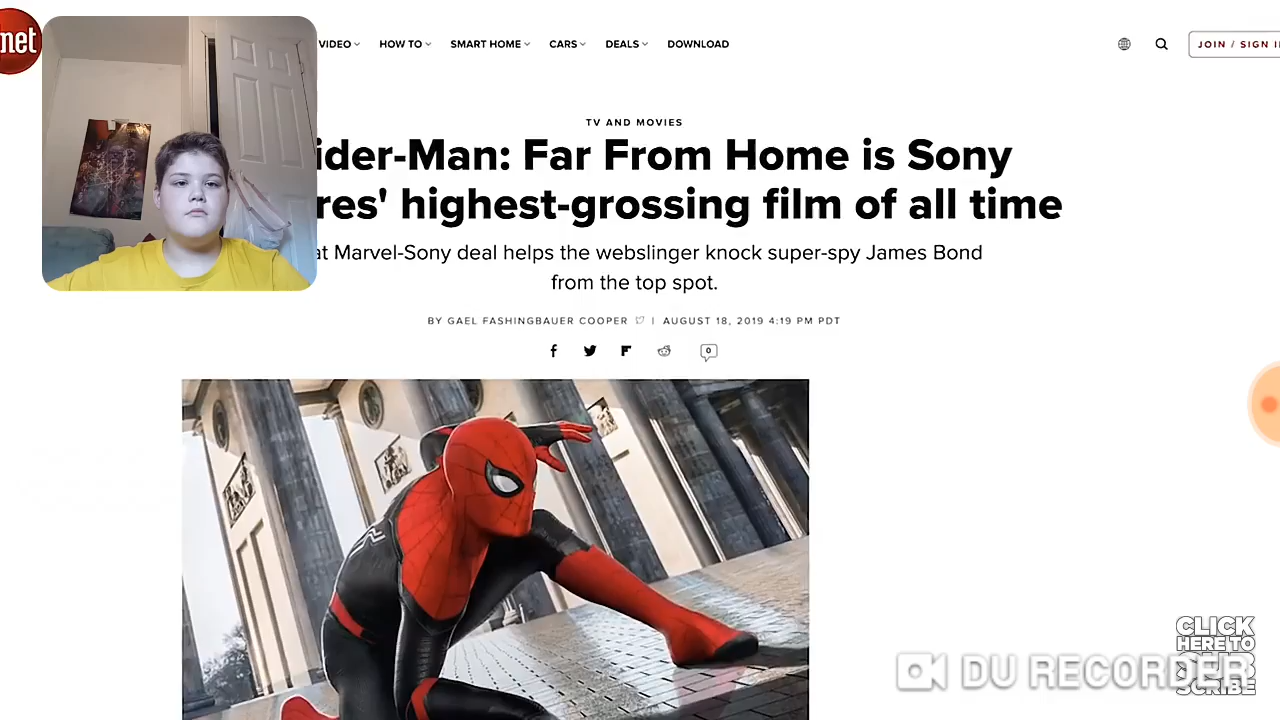 net
VIDEO HOW TO SMART HOME CARS DEALS DOWNLOAD
JOIN / SIGN I
TV AND MOVIES
ider-Man: Far From Home is Sony
res' highest-grossing film of all time
at Marvel-Sony deal helps the webslinger knock super-spy James Bond
from the top spot.
BY GAEL FASHINGBAUER COOPER | AUGUST 18, 2019 4:19 PM PDT
0
CLICK
HERE TO
SCRIBE
DU RECORDER